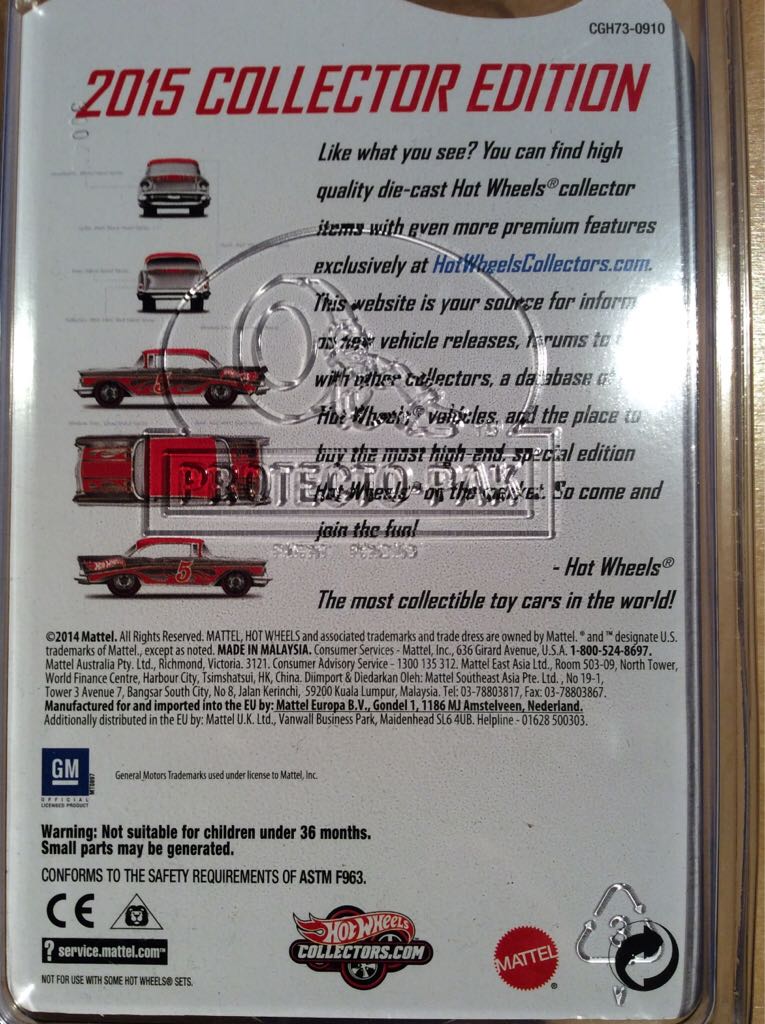 CGH73-0910
2015 COLLECTOR EDITION
Like what you see? You can find high
quality die-cast Hot Wheels® collector
items with even more premium features
exclusively at HotWheelsCollectors.com.
This website is your source for inform
on new vehicle releases, forums to
with other collectors, a database of
Hot Wheels® vehicles, and the place to
buy the most high-end, special edition
Hot Wheels® on the market. So come and
join the fun!
- Hot Wheels®
The most collectible toy cars in the world!
PROTECTO-PAK
©2014 Mattel. All Rights Reserved. MATTEL, HOT WHEELS and associated trademarks and trade dress are owned by Mattel. ® and ™ designate U.S.
trademarks of Mattel, except as noted. MADE IN MALAYSIA. Consumer Services - Mattel, Inc., 636 Girard Avenue, U.S.A. 1-800-524-8697.
Mattel Australia Pty. Ltd., Richmond, Victoria. 3121. Consumer Advisory Service - 1300 135 312. Mattel East Asia Ltd., Room 503-09, North Tower,
World Finance Centre, Harbour City, Tsimshatsui, HK, China. Diimport & Diedarkan Oleh: Mattel Southeast Asia Pte. Ltd. , No 19-1,
Tower 3 Avenue 7, Bangsar South City, No 8, Jalan Kerinchi, 59200 Kuala Lumpur, Malaysia. Tel: 03-78803817, Fax: 03-78803867.
Manufactured for and imported into the EU by: Mattel Europa B.V., Gondel 1, 1186 MJ Amstelveen, Nederland.
Additionally distributed in the EU by: Mattel U.K. Ltd., Vanwall Business Park, Maidenhead SL6 4UB. Helpline - 01628 500303.
GM
OFFICIAL
LICENSED PRODUCT
General Motors Trademarks used under license to Mattel, Inc.
Warning: Not suitable for children under 36 months.
Small parts may be generated.
CONFORMS TO THE SAFETY REQUIREMENTS OF ASTM F963.
CE
? service.mattel.com™
NOT FOR USE WITH SOME HOT WHEELS® SETS.
HOT WHEELS
COLLECTORS.COM
MATTEL®
3